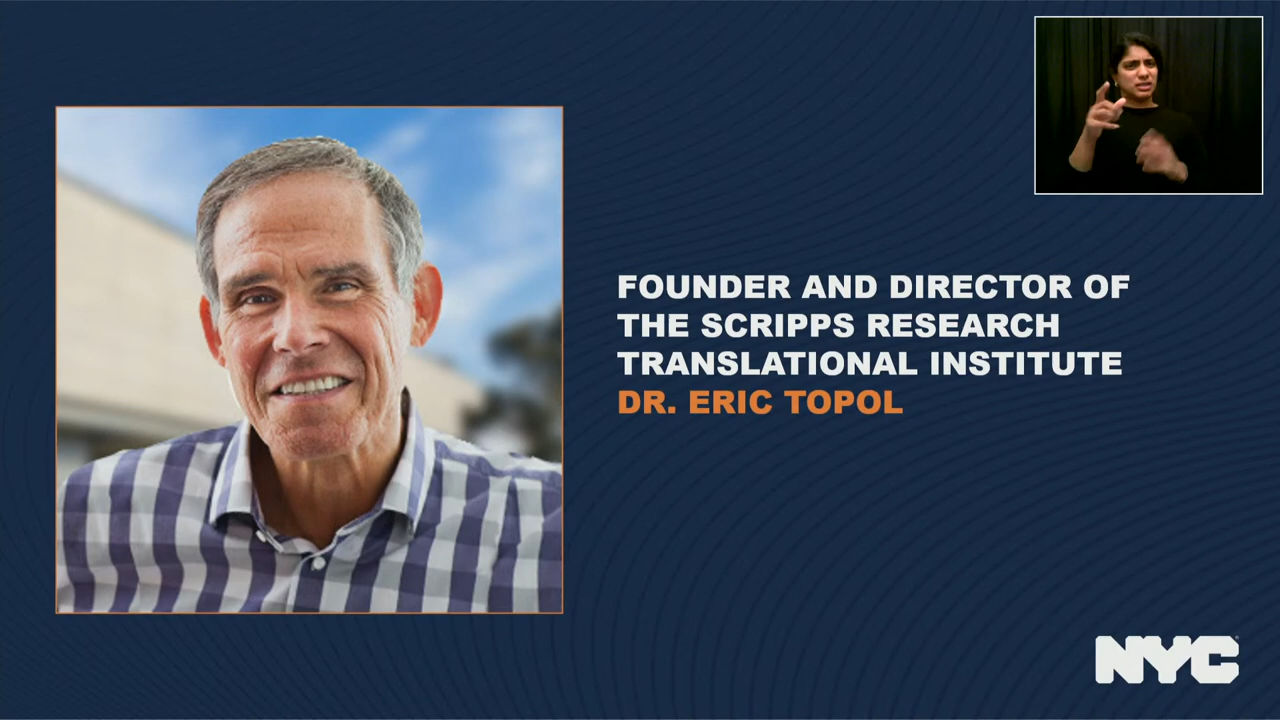 FOUNDER AND DIRECTOR OF
THE SCRIPPS RESEARCH
TRANSLATIONAL INSTITUTE
DR. ERIC TOPOL
NYC